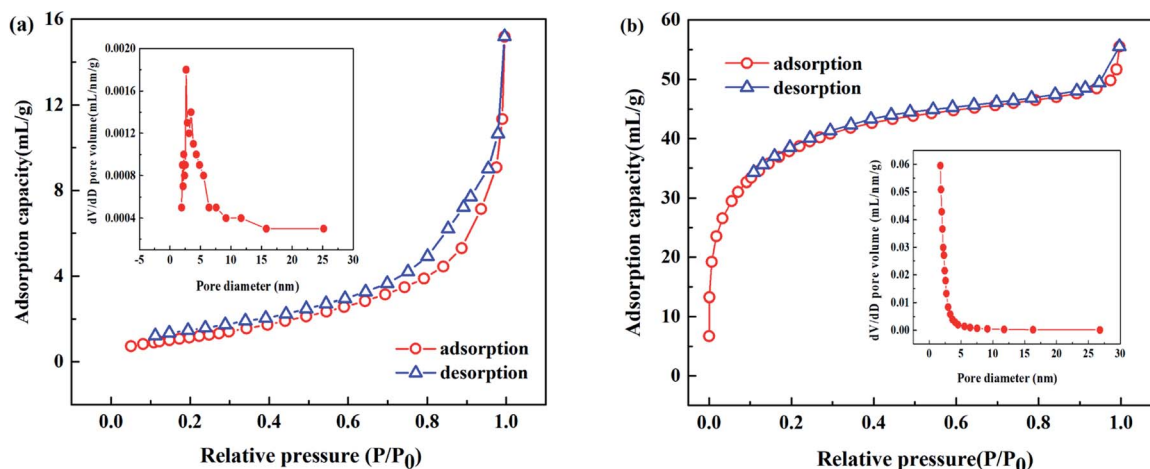 (a)
16
12
8
4
0
Adsorption capacity(mL/g)
0.0 0.2 0.4 0.6 0.8 1.0
Relative pressure (P/P0)
adsorption
desorption
0.0020
0.0016
0.0012
0.0008
0.0004
dV/dD pore volume(mL/nm/g)
-5 0 5 10 15 20 25 30
Pore diameter (nm)
(b)
60
50
40
30
20
10
0
Adsorption capacity(mL/g)
0.0 0.2 0.4 0.6 0.8 1.0
Relative pressure(P/P0)
adsorption
desorption
0.06
0.05
0.04
0.03
0.02
0.01
0.00
dV/dD pore volume (mL/nm/g)
0 5 10 15 20 25 30
Pore diameter (nm)